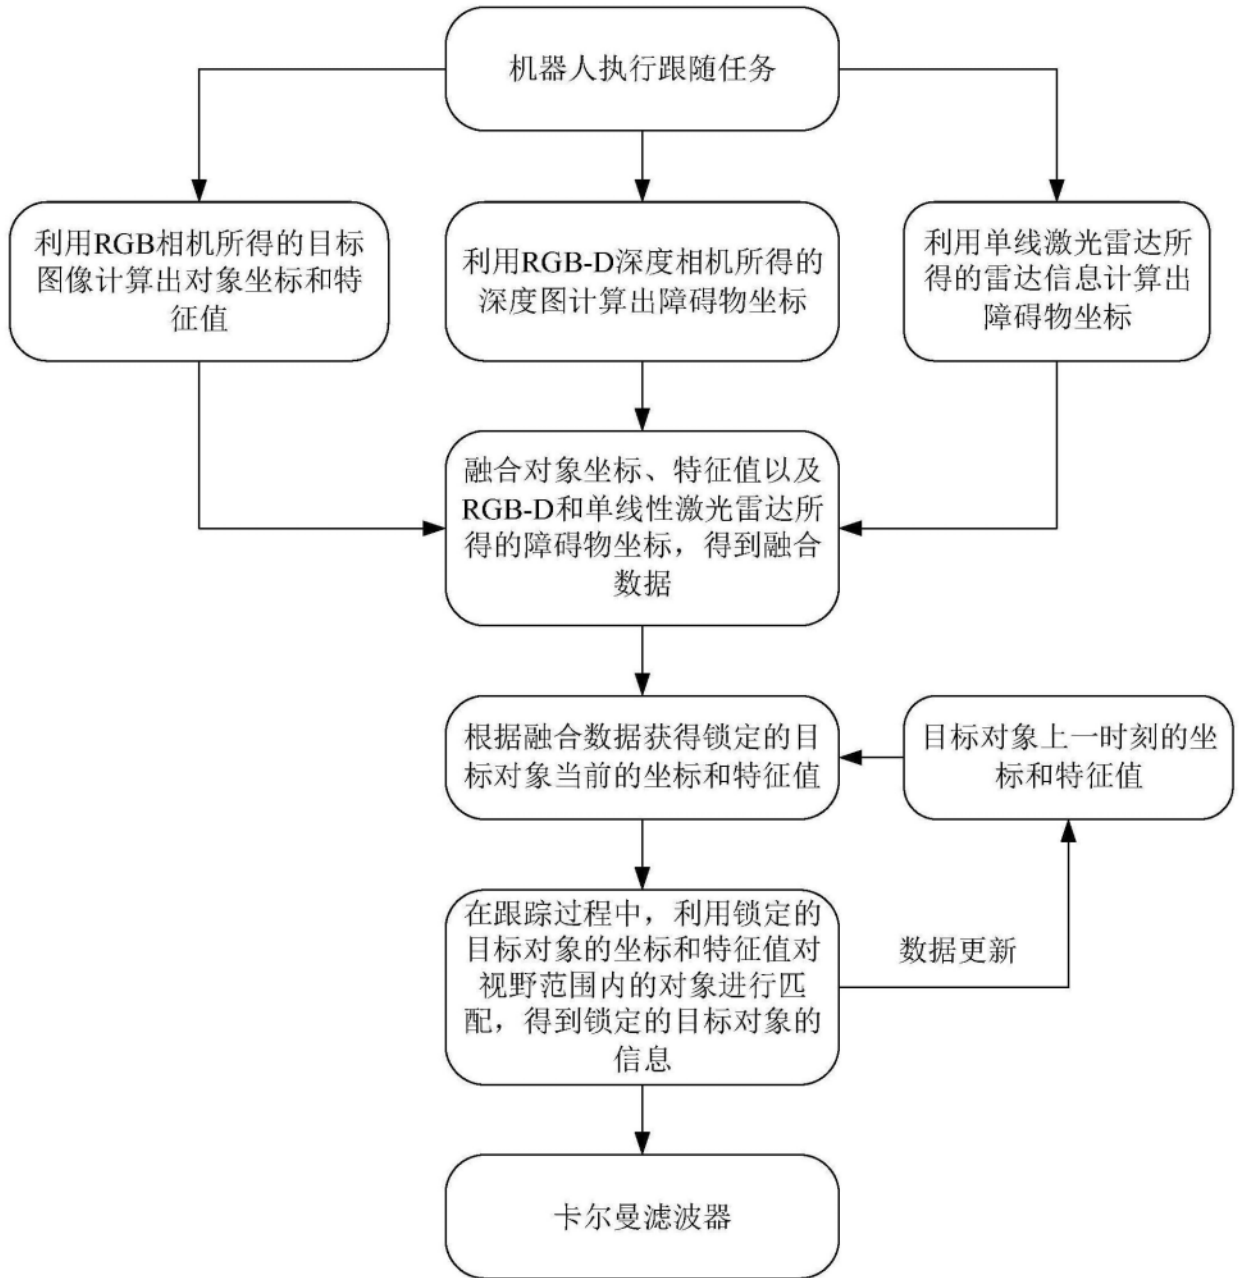 机器人执行跟随任务
利用RGB相机所得的目标
图像计算出对象坐标和特
征值
利用RGB-D深度相机所得的
深度图计算出障碍物坐标
利用单线激光雷达所
得的雷达信息计算出
障碍物坐标
融合对象坐标、特征值以及
RGB-D和单线性激光雷达所
得的障碍物坐标，得到融合
数据
根据融合数据获得锁定的目
标对象当前的坐标和特征值
目标对象上一时刻的坐
标和特征值
在跟踪过程中，利用锁定的
目标对象的坐标和特征值对
视野范围内的对象进行匹
配，得到锁定的目标对象的
信息
数据更新
卡尔曼滤波器